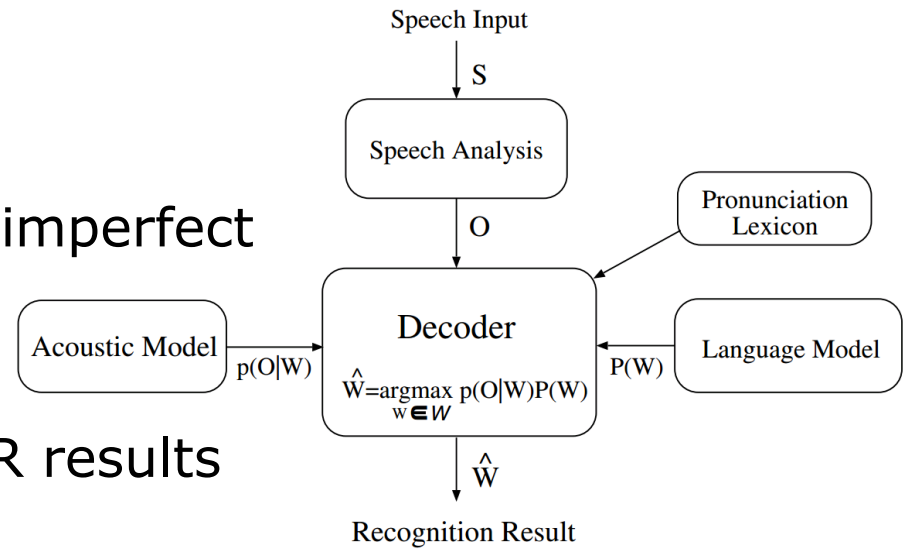 Speech Input
S
Speech Analysis
imperfect
O
Pronunciation
Lexicon
Decoder
Acoustic Model
p(O|W)
Ŵ=argmax p(O|W)P(W)
w∈W
P(W)
Language Model
R results
Ŵ
Recognition Result